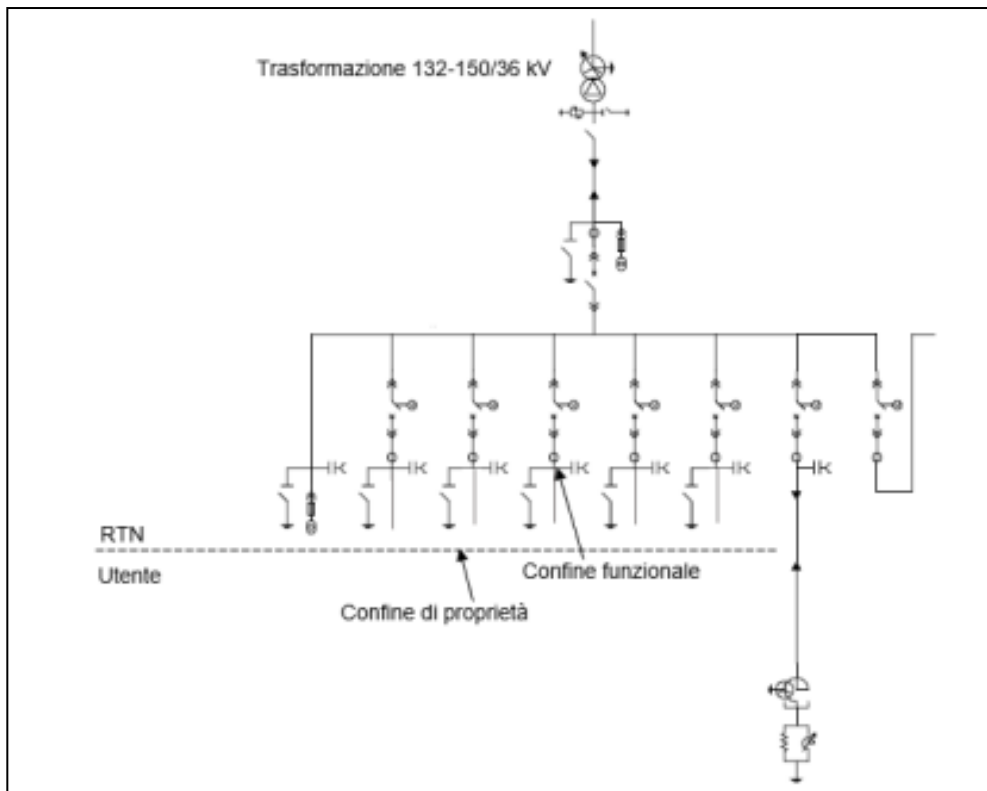 Trasformazione 132-150/36 kV
RTN
Utente
Confine funzionale
Confine di proprietà